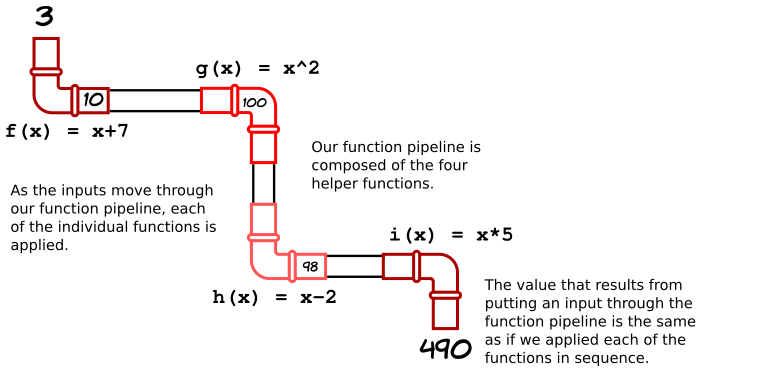 3
g(x) = x^2
10
100
f(x) = x+7
Our function pipeline is
composed of the four
helper functions.
As the inputs move through
our function pipeline, each
of the individual functions is
applied.
i(x) = x*5
98
h(x) = x-2
The value that results from
putting an input through the
function pipeline is the same
as if we applied each of the
functions in sequence.
490